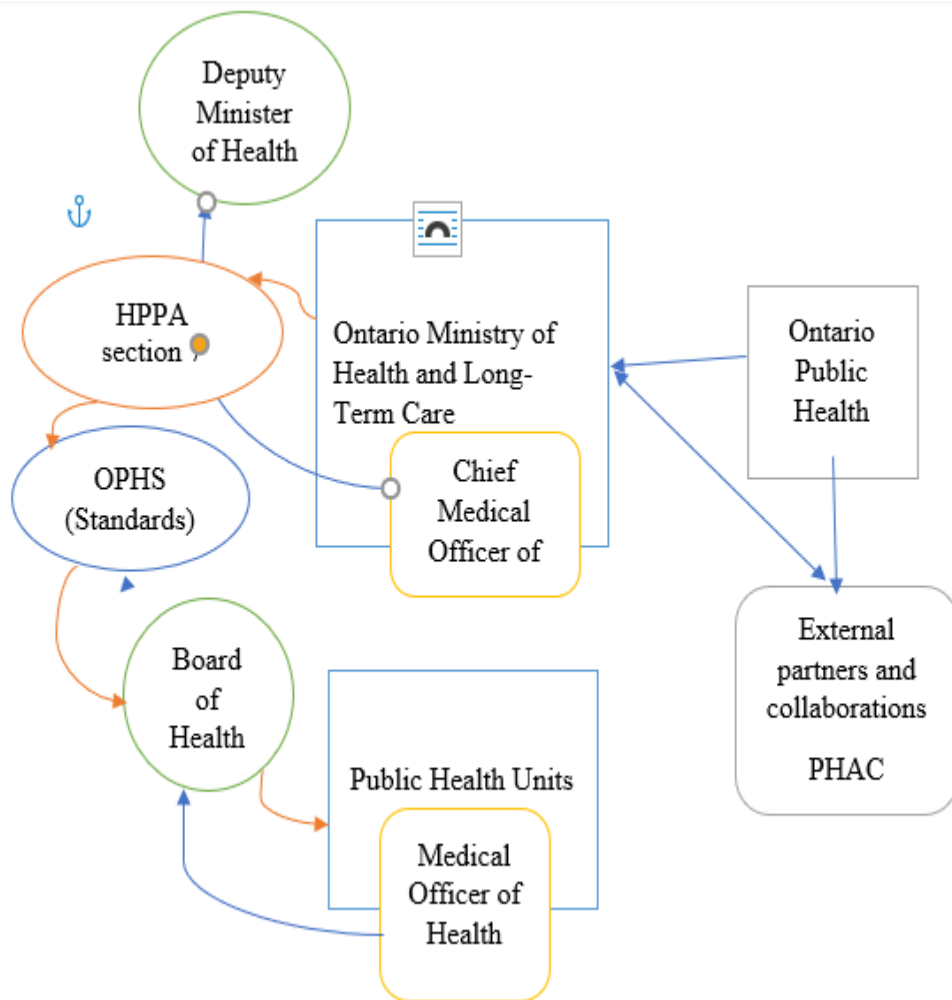 Deputy
Minister
of Health
HPPA
section
Ontario Ministry of
Health and Long-
Term Care
Chief
Medical
Officer of
Ontario
Public
Health
OPHS
(Standards)
External
partners and
collaborations
PHAC
Board
of
Health
Public Health Units
Medical
Officer of
Health